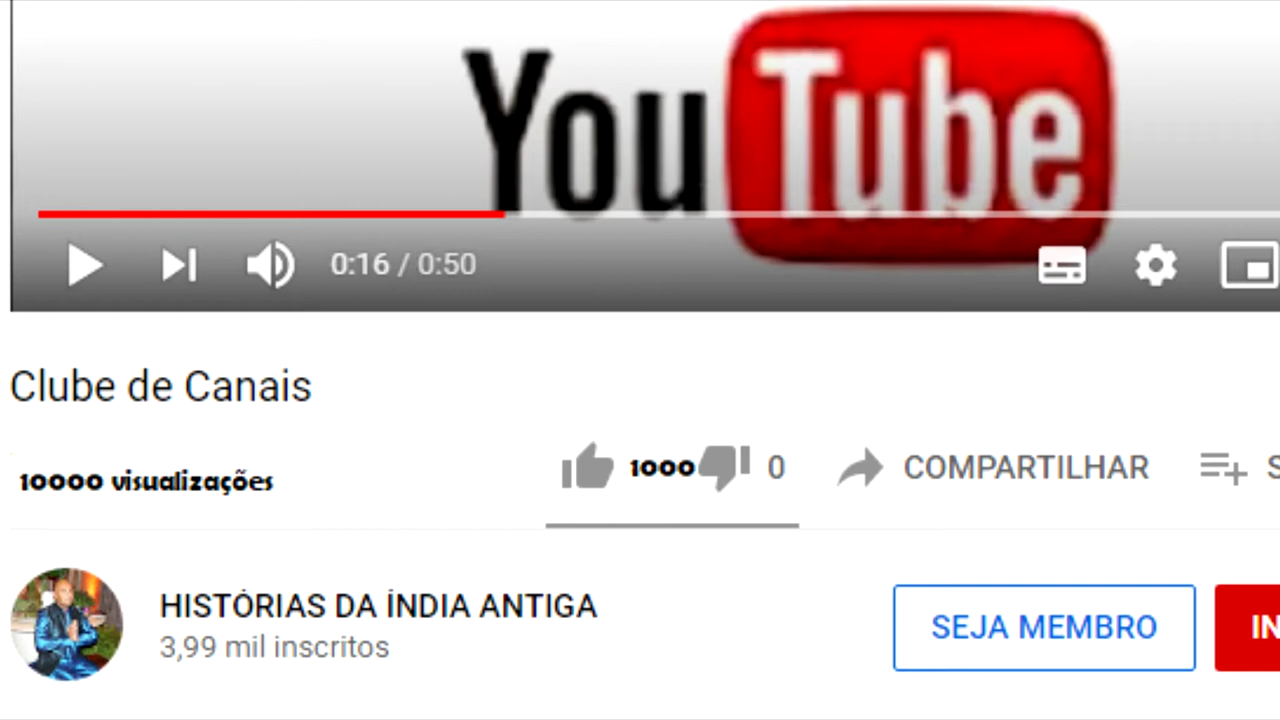 YouTube
0:16 / 0:50
Clube de Canais
10000 visualizações
1000 0 COMPARTILHAR S
HISTÓRIAS DA ÍNDIA ANTIGA
3,99 mil inscritos
SEJA MEMBRO IN